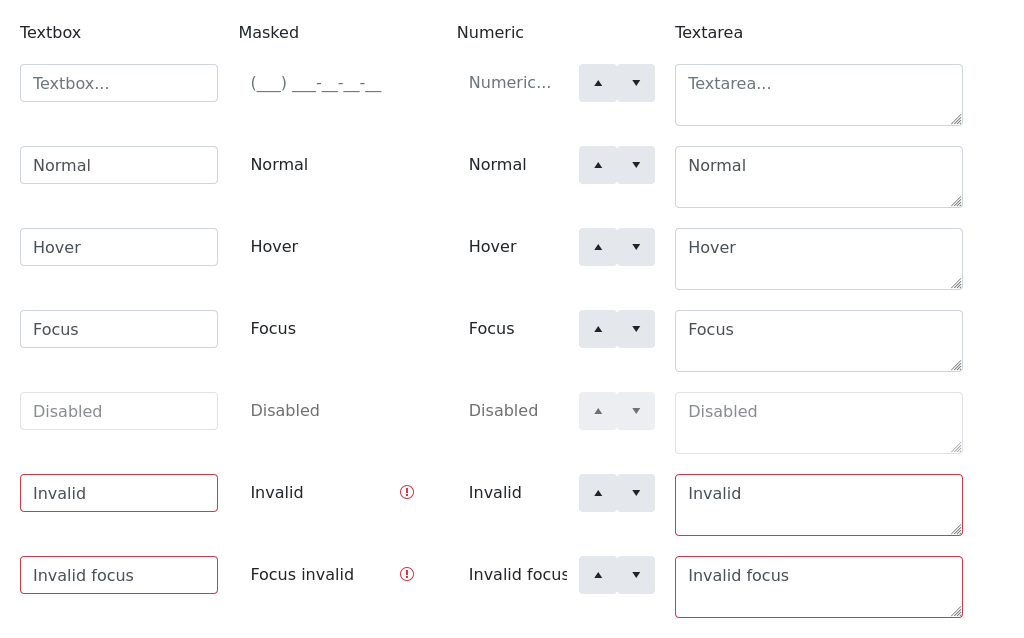 Textbox Masked Numeric Textarea
Textbox... (___) ___-__-__-__ Numeric... Textarea...
Normal Normal Normal Normal
Hover Hover Hover Hover
Focus Focus Focus Focus
Disabled Disabled Disabled Disabled
Invalid Invalid Invalid Invalid
Invalid focus Focus invalid Invalid focus Invalid focus